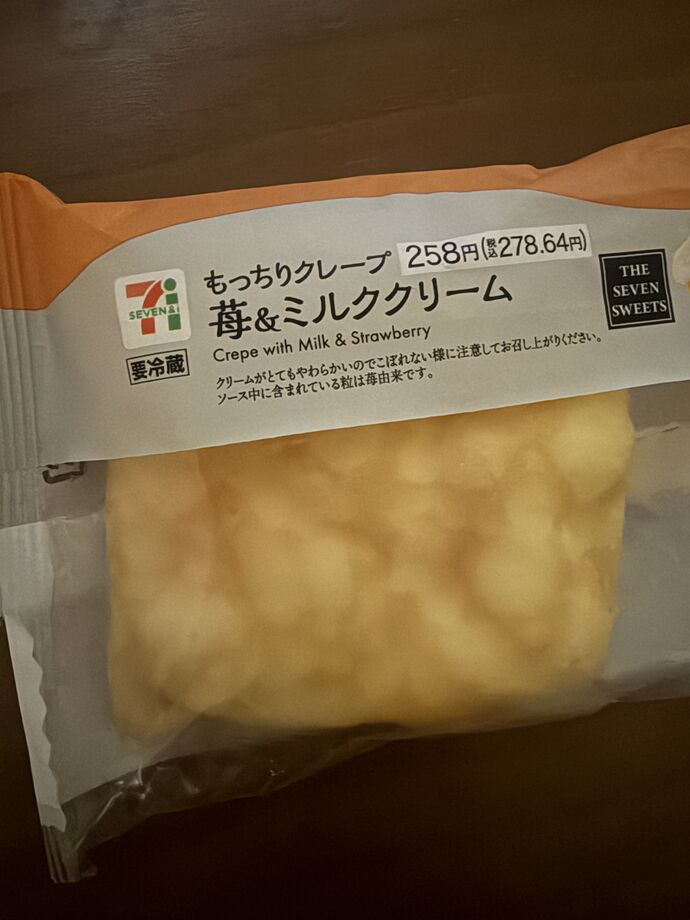 もっちりクレープ 258円(税込278.64円)
苺&ミルククリーム
Crepe with Milk & Strawberry
クリームがとてもやわらかいのでこぼれない様に注意してお召し上がりください。
ソース中に含まれている粒は苺由来です。
SEVEN&i
要冷蔵
THE
SEVEN
SWEETS